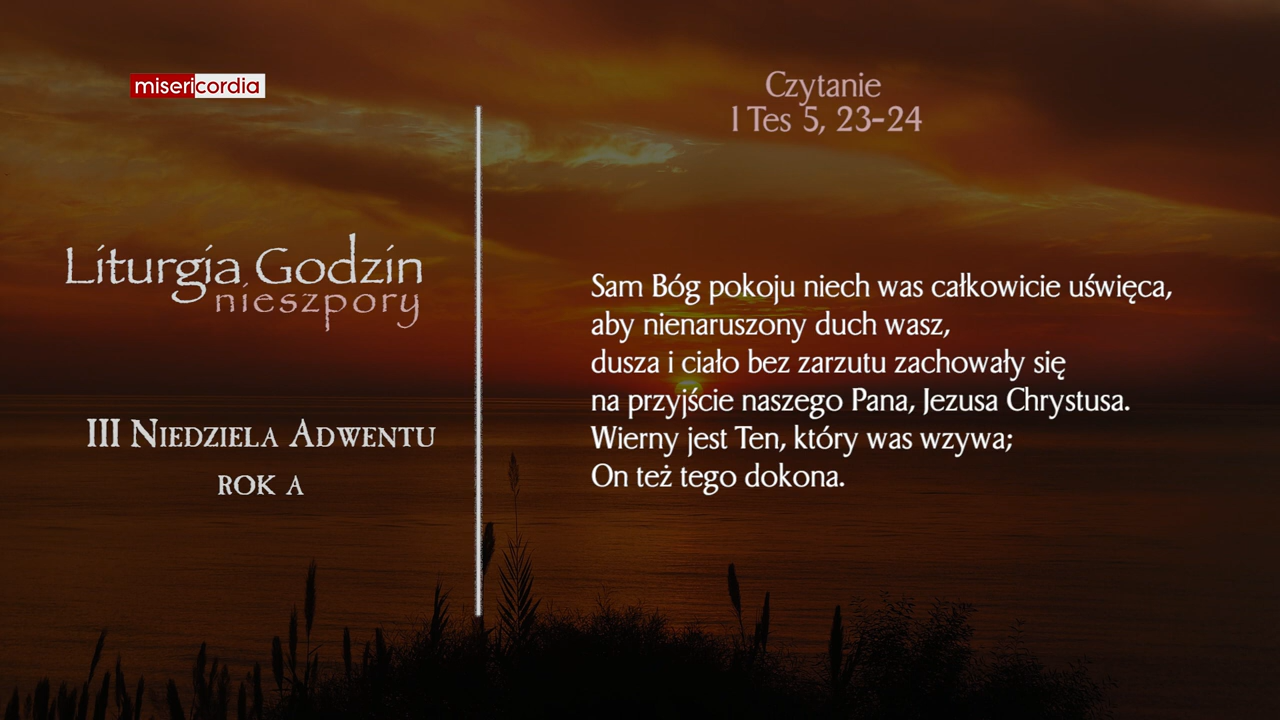 misericordia
Liturgia Godzin
nieszpory
III Niedziela Adwentu
rok A
Czytanie
1 Tes 5, 23-24
Sam Bóg pokoju niech was całkowicie uświęca,
aby nienaruszony duch wasz,
dusza i ciało bez zarzutu zachowały się
na przyjście naszego Pana, Jezusa Chrystusa.
Wierny jest Ten, który was wzywa;
On też tego dokona.